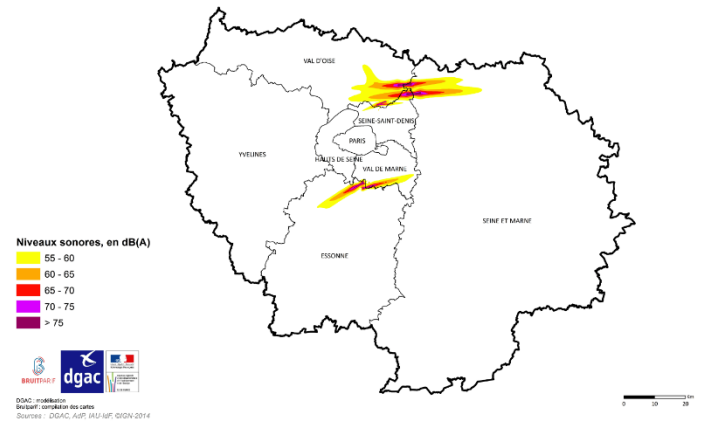 VAL D'OISE
SEINE-SAINT-DENIS
PARIS
YVELINES
HAUTS DE SEINE
VAL DE MARNE
SEINE ET MARNE
ESSONNE
Niveaux sonores, en dB(A)
55 - 60
60 - 65
65 - 70
70 - 75
> 75
BRUITPARIF
dgac
DGAC : modélisation
Bruitparif : compilation des cartes
Sources : DGAC, AdP, IAU-IdF, ©IGN-2014
0 10 20